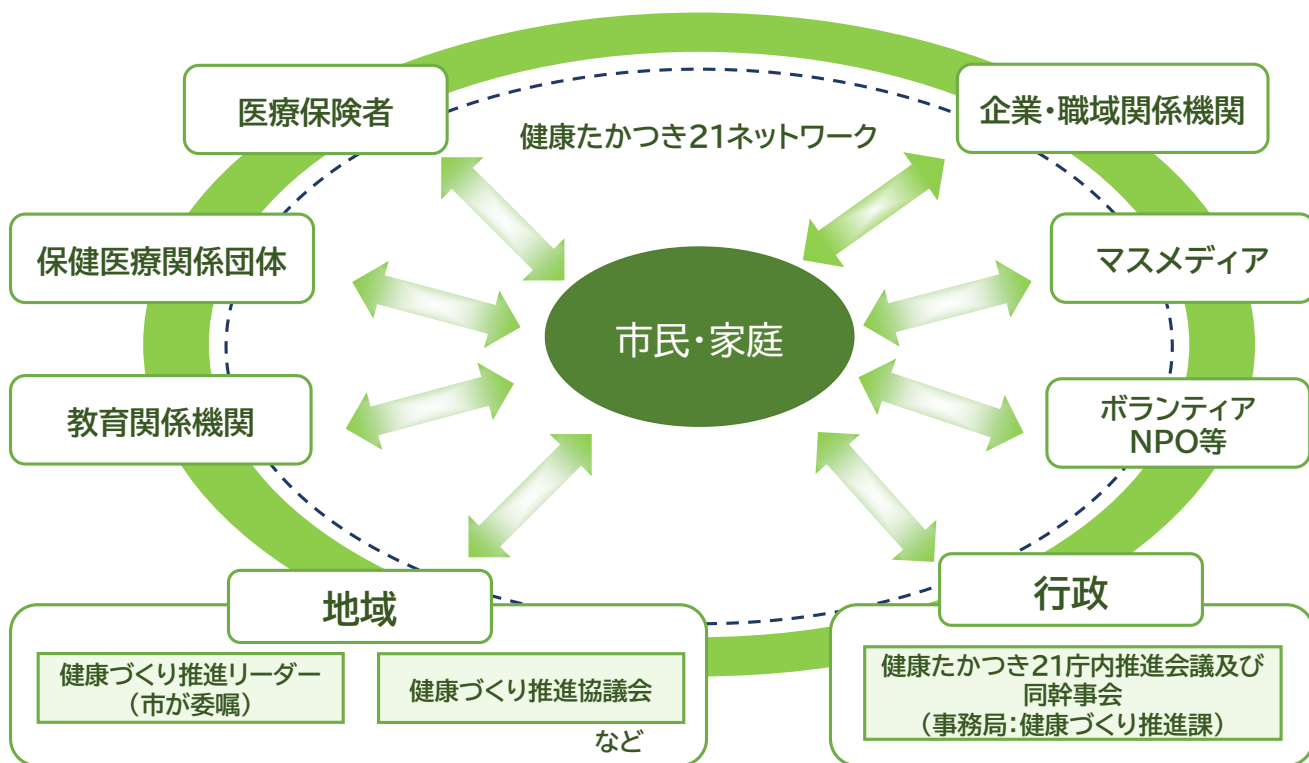 医療保険者
企業・職域関係機関
健康たかつき21ネットワーク
保健医療関係団体
マスメディア
市民・家庭
教育関係機関
ボランティア
NPO等
地域
行政
健康づくり推進リーダー
（市が委嘱）
健康づくり推進協議会
など
健康たかつき21庁内推進会議及び
同幹事会
（事務局：健康づくり推進課）